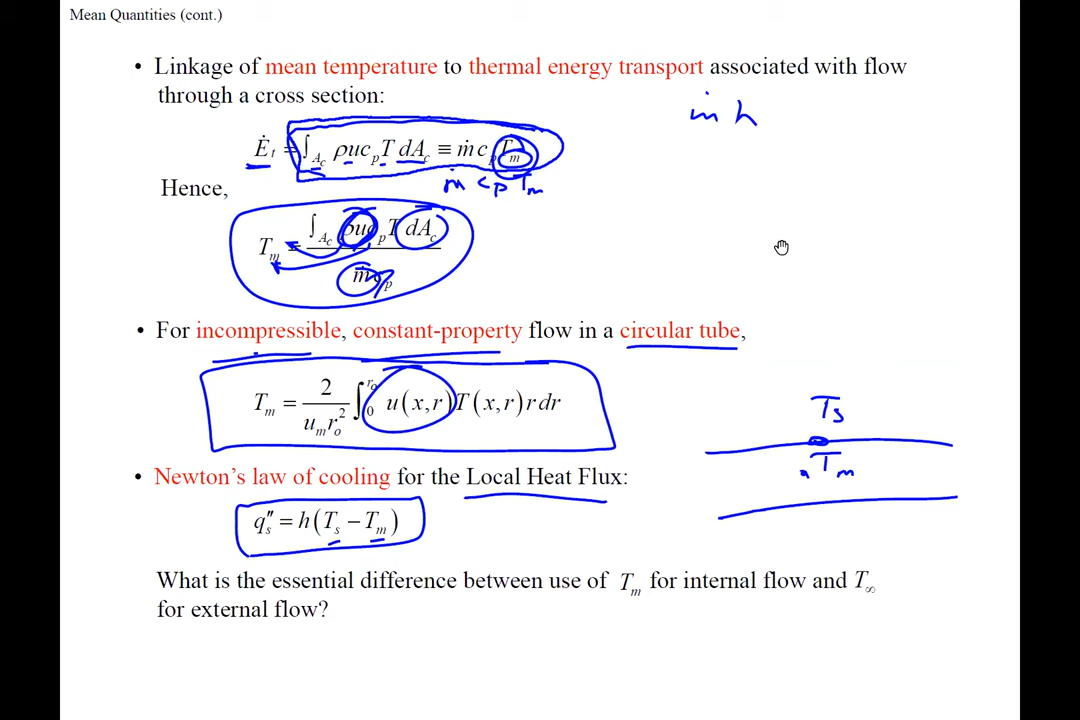 Mean Quantities (cont.)
• Linkage of mean temperature to thermal energy transport associated with flow
through a cross section:
ṁ h
Ė_t = ∫_{A_c} ρuc_p T dA_c ≡ ṁ c_p T_m
ṁ c_p T_m
Hence,
T_m = ∫_{A_c} ρuc_p T dA_c / ṁc_p
• For incompressible, constant-property flow in a circular tube,
T_m = 2 / (u_m r_o^2) ∫_0^{r_o} u(x,r) T(x,r) r dr
T_s
T_m
• Newton's law of cooling for the Local Heat Flux:
q″_s = h(T_s − T_m)
What is the essential difference between use of T_m for internal flow and T_∞
for external flow?